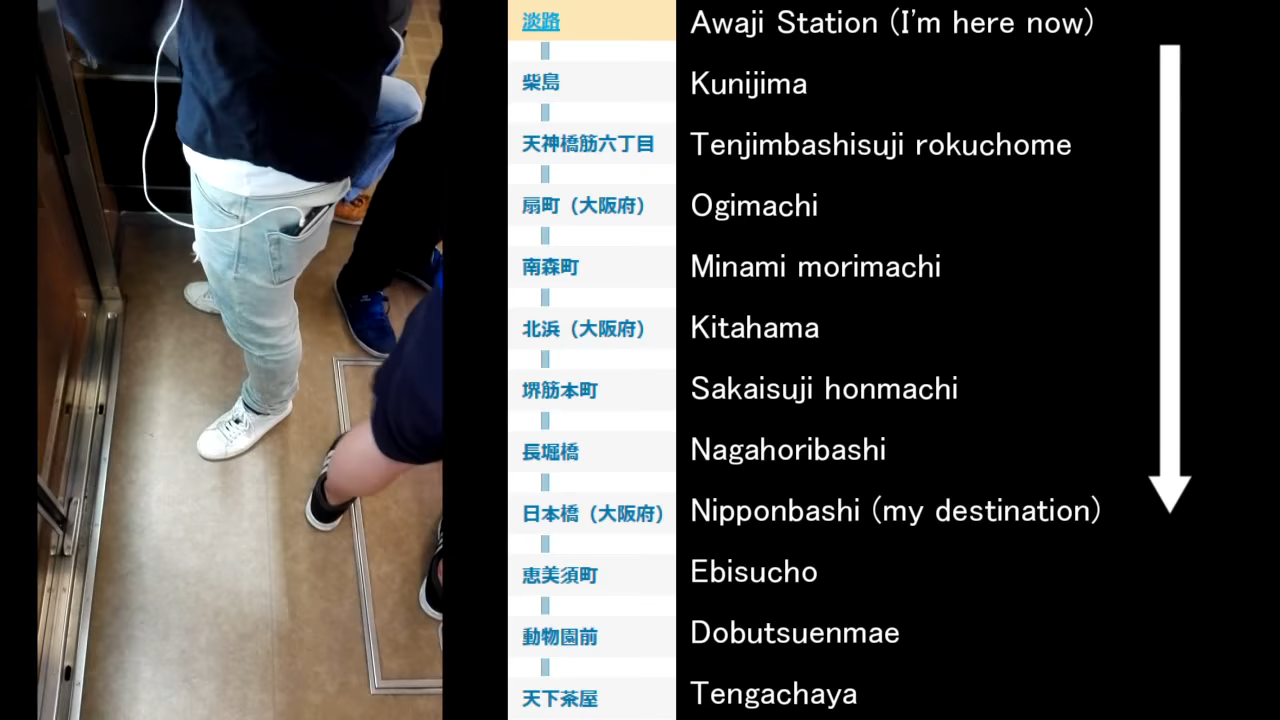 淡路 Awaji Station (I'm here now)
柴島 Kunijima
天神橋筋六丁目 Tenjimbashisuji rokuchome
扇町（大阪府） Ogimachi
南森町 Minami morimachi
北浜（大阪府） Kitahama
堺筋本町 Sakaisuji honmachi
長堀橋 Nagahoribashi
日本橋（大阪府） Nipponbashi (my destination)
恵美須町 Ebisucho
動物園前 Dobutsuenmae
天下茶屋 Tengachaya